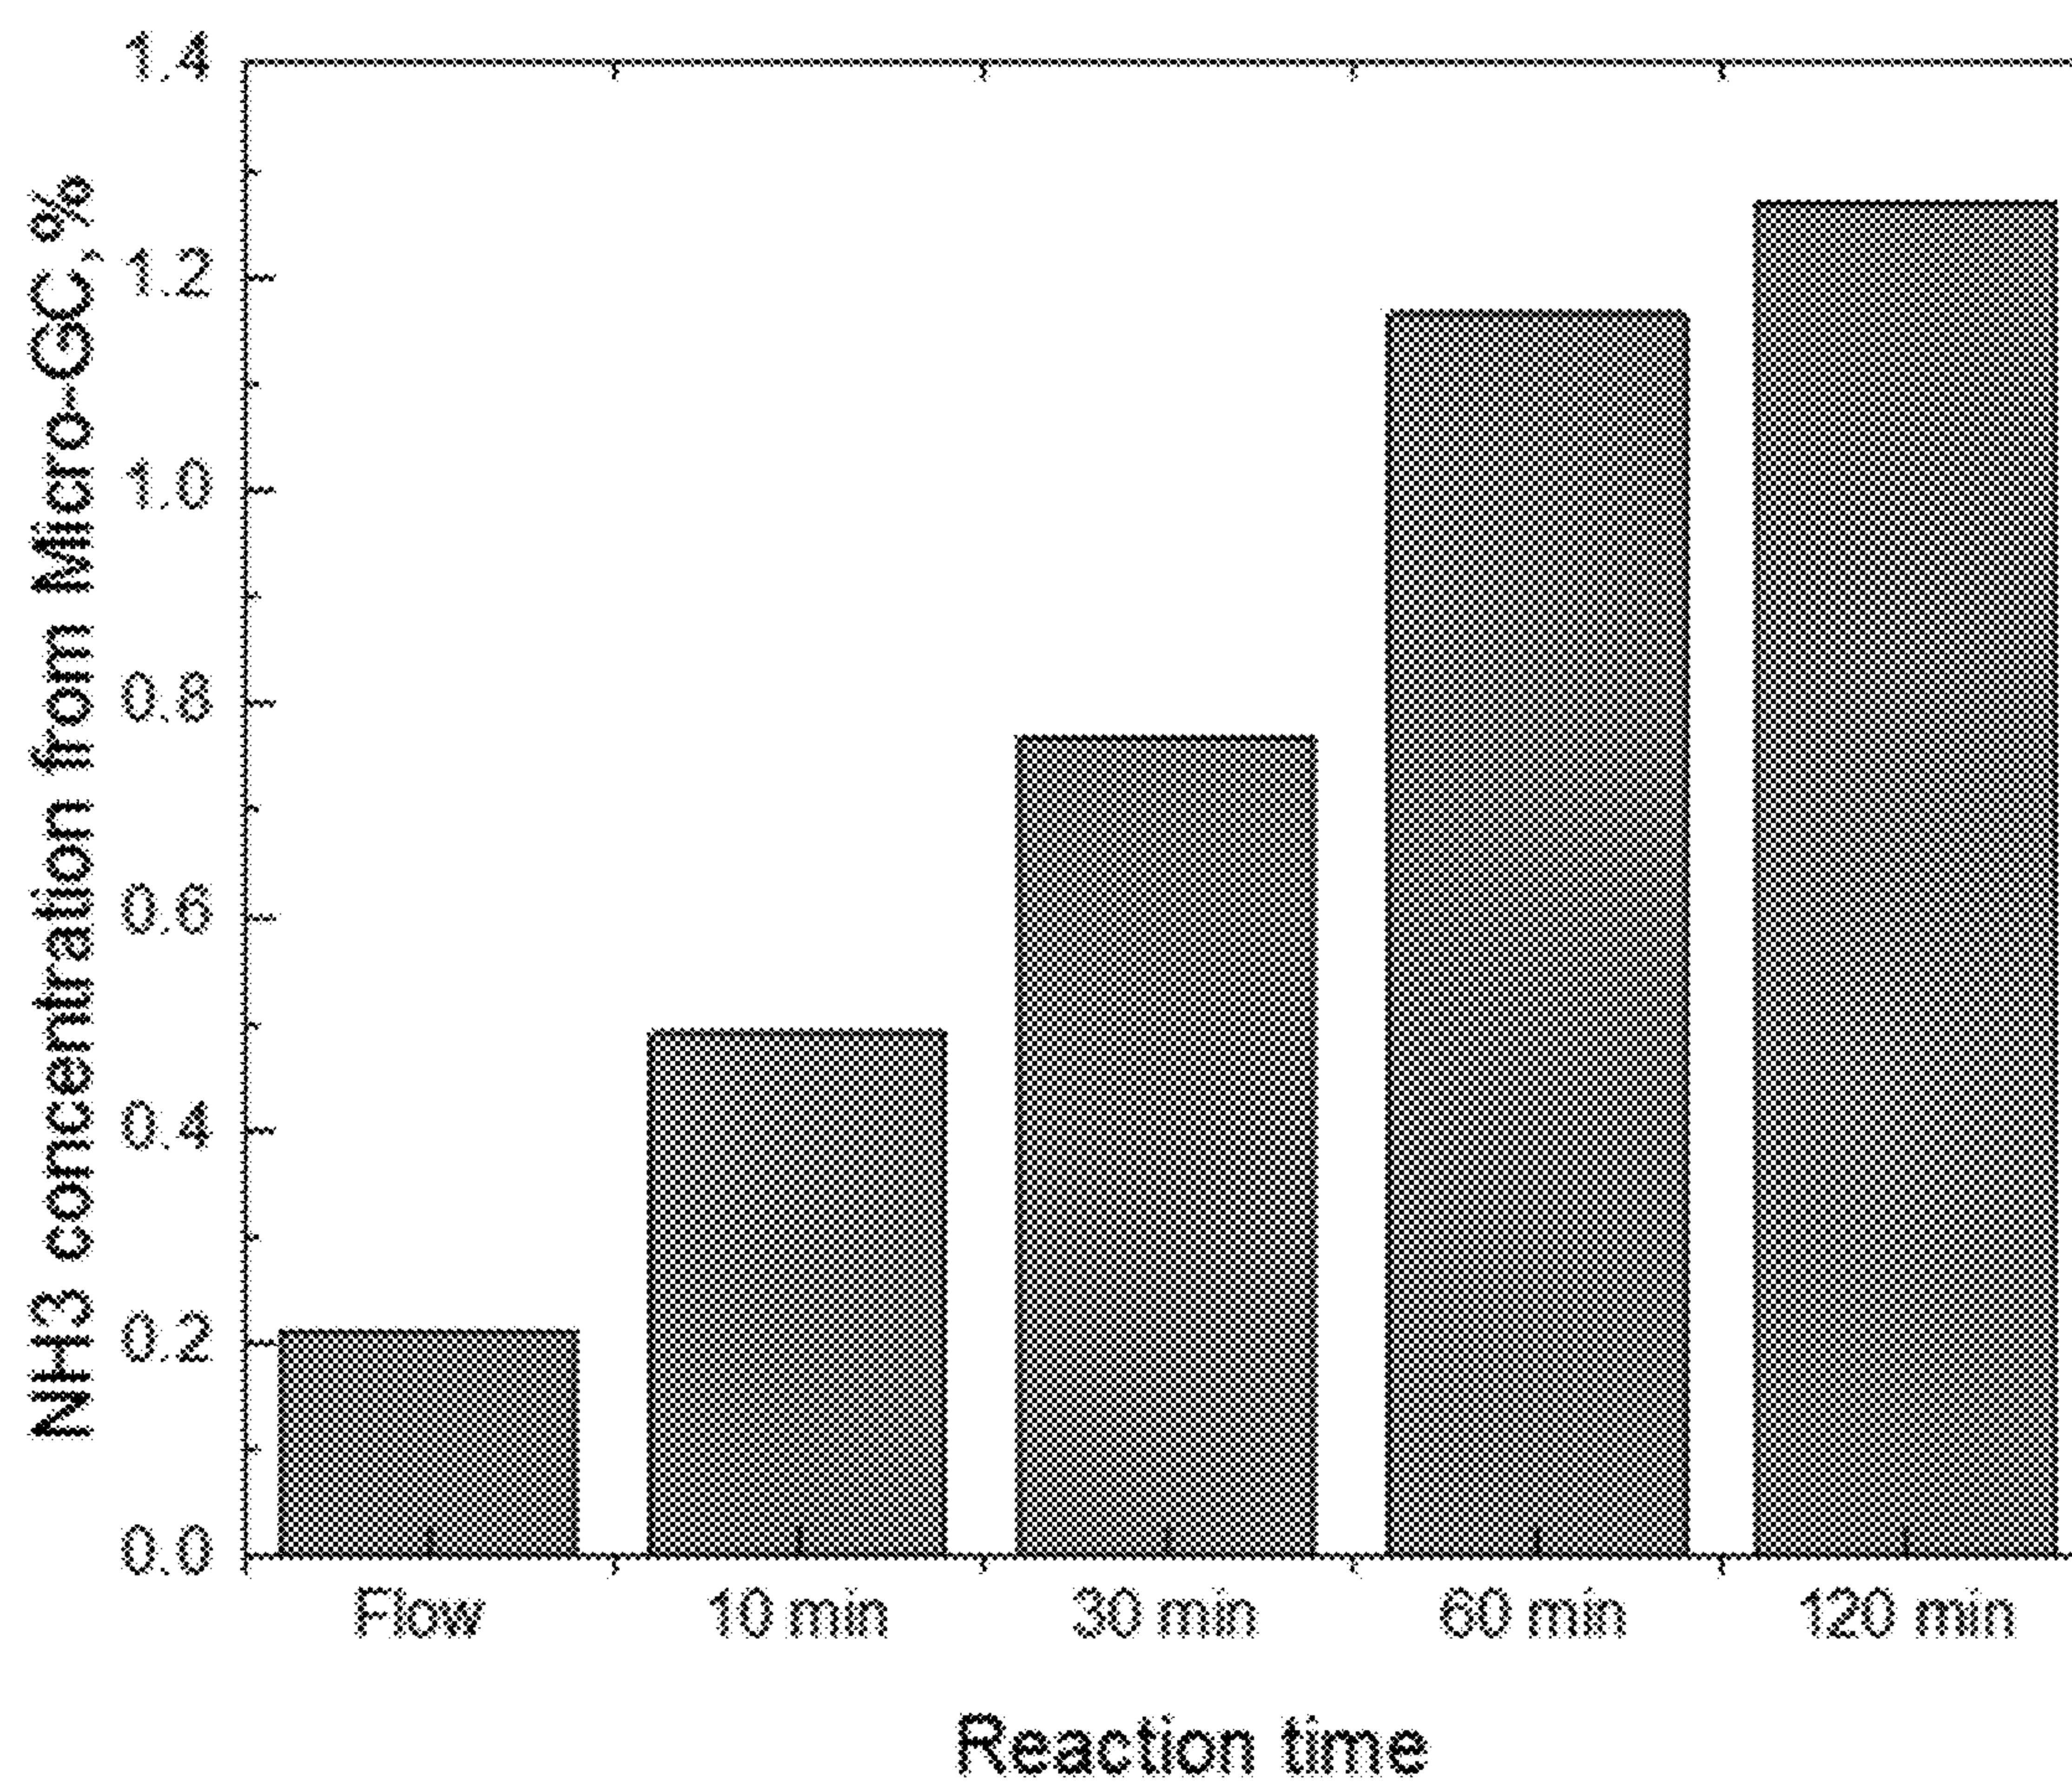 NH3 concentration from Micro-GC, %
1.4
1.2
1.0
0.8
0.6
0.4
0.2
0.0
Flow 10 min 30 min 60 min 120 min
Reaction time